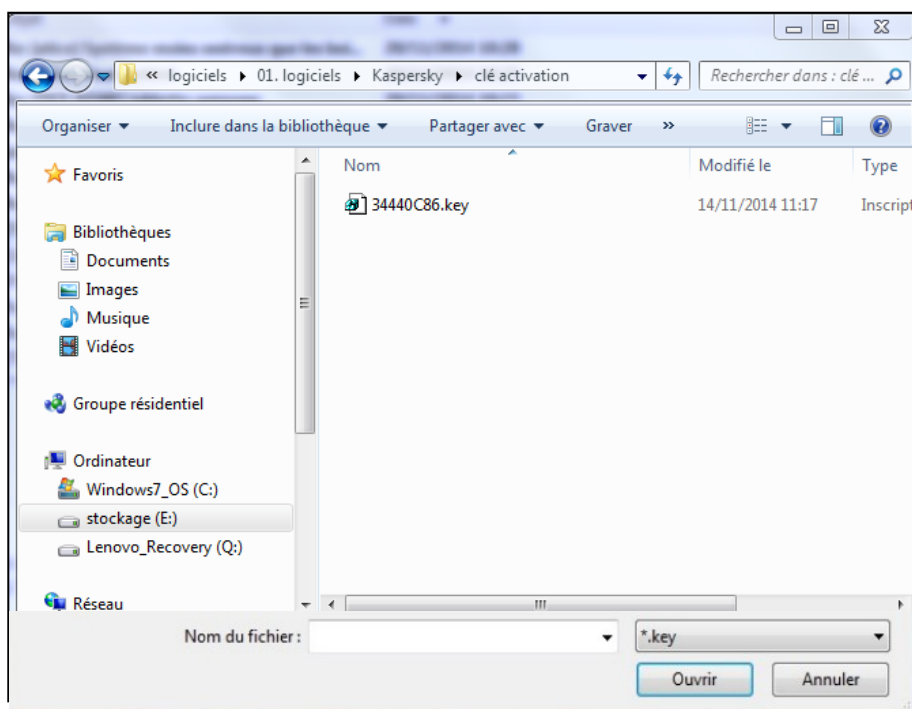 « logiciels ▸ 01. logiciels ▸ Kaspersky ▸ clé activation
Rechercher dans : clé ...
Organiser Inclure dans la bibliothèque Partager avec Graver »
Nom Modifié le Type
Favoris
34440C86.key 14/11/2014 11:17 Inscript
Bibliothèques
Documents
Images
Musique
Vidéos
Groupe résidentiel
Ordinateur
Windows7_OS (C:)
stockage (E:)
Lenovo_Recovery (Q:)
Réseau
Nom du fichier : *.key
Ouvrir Annuler